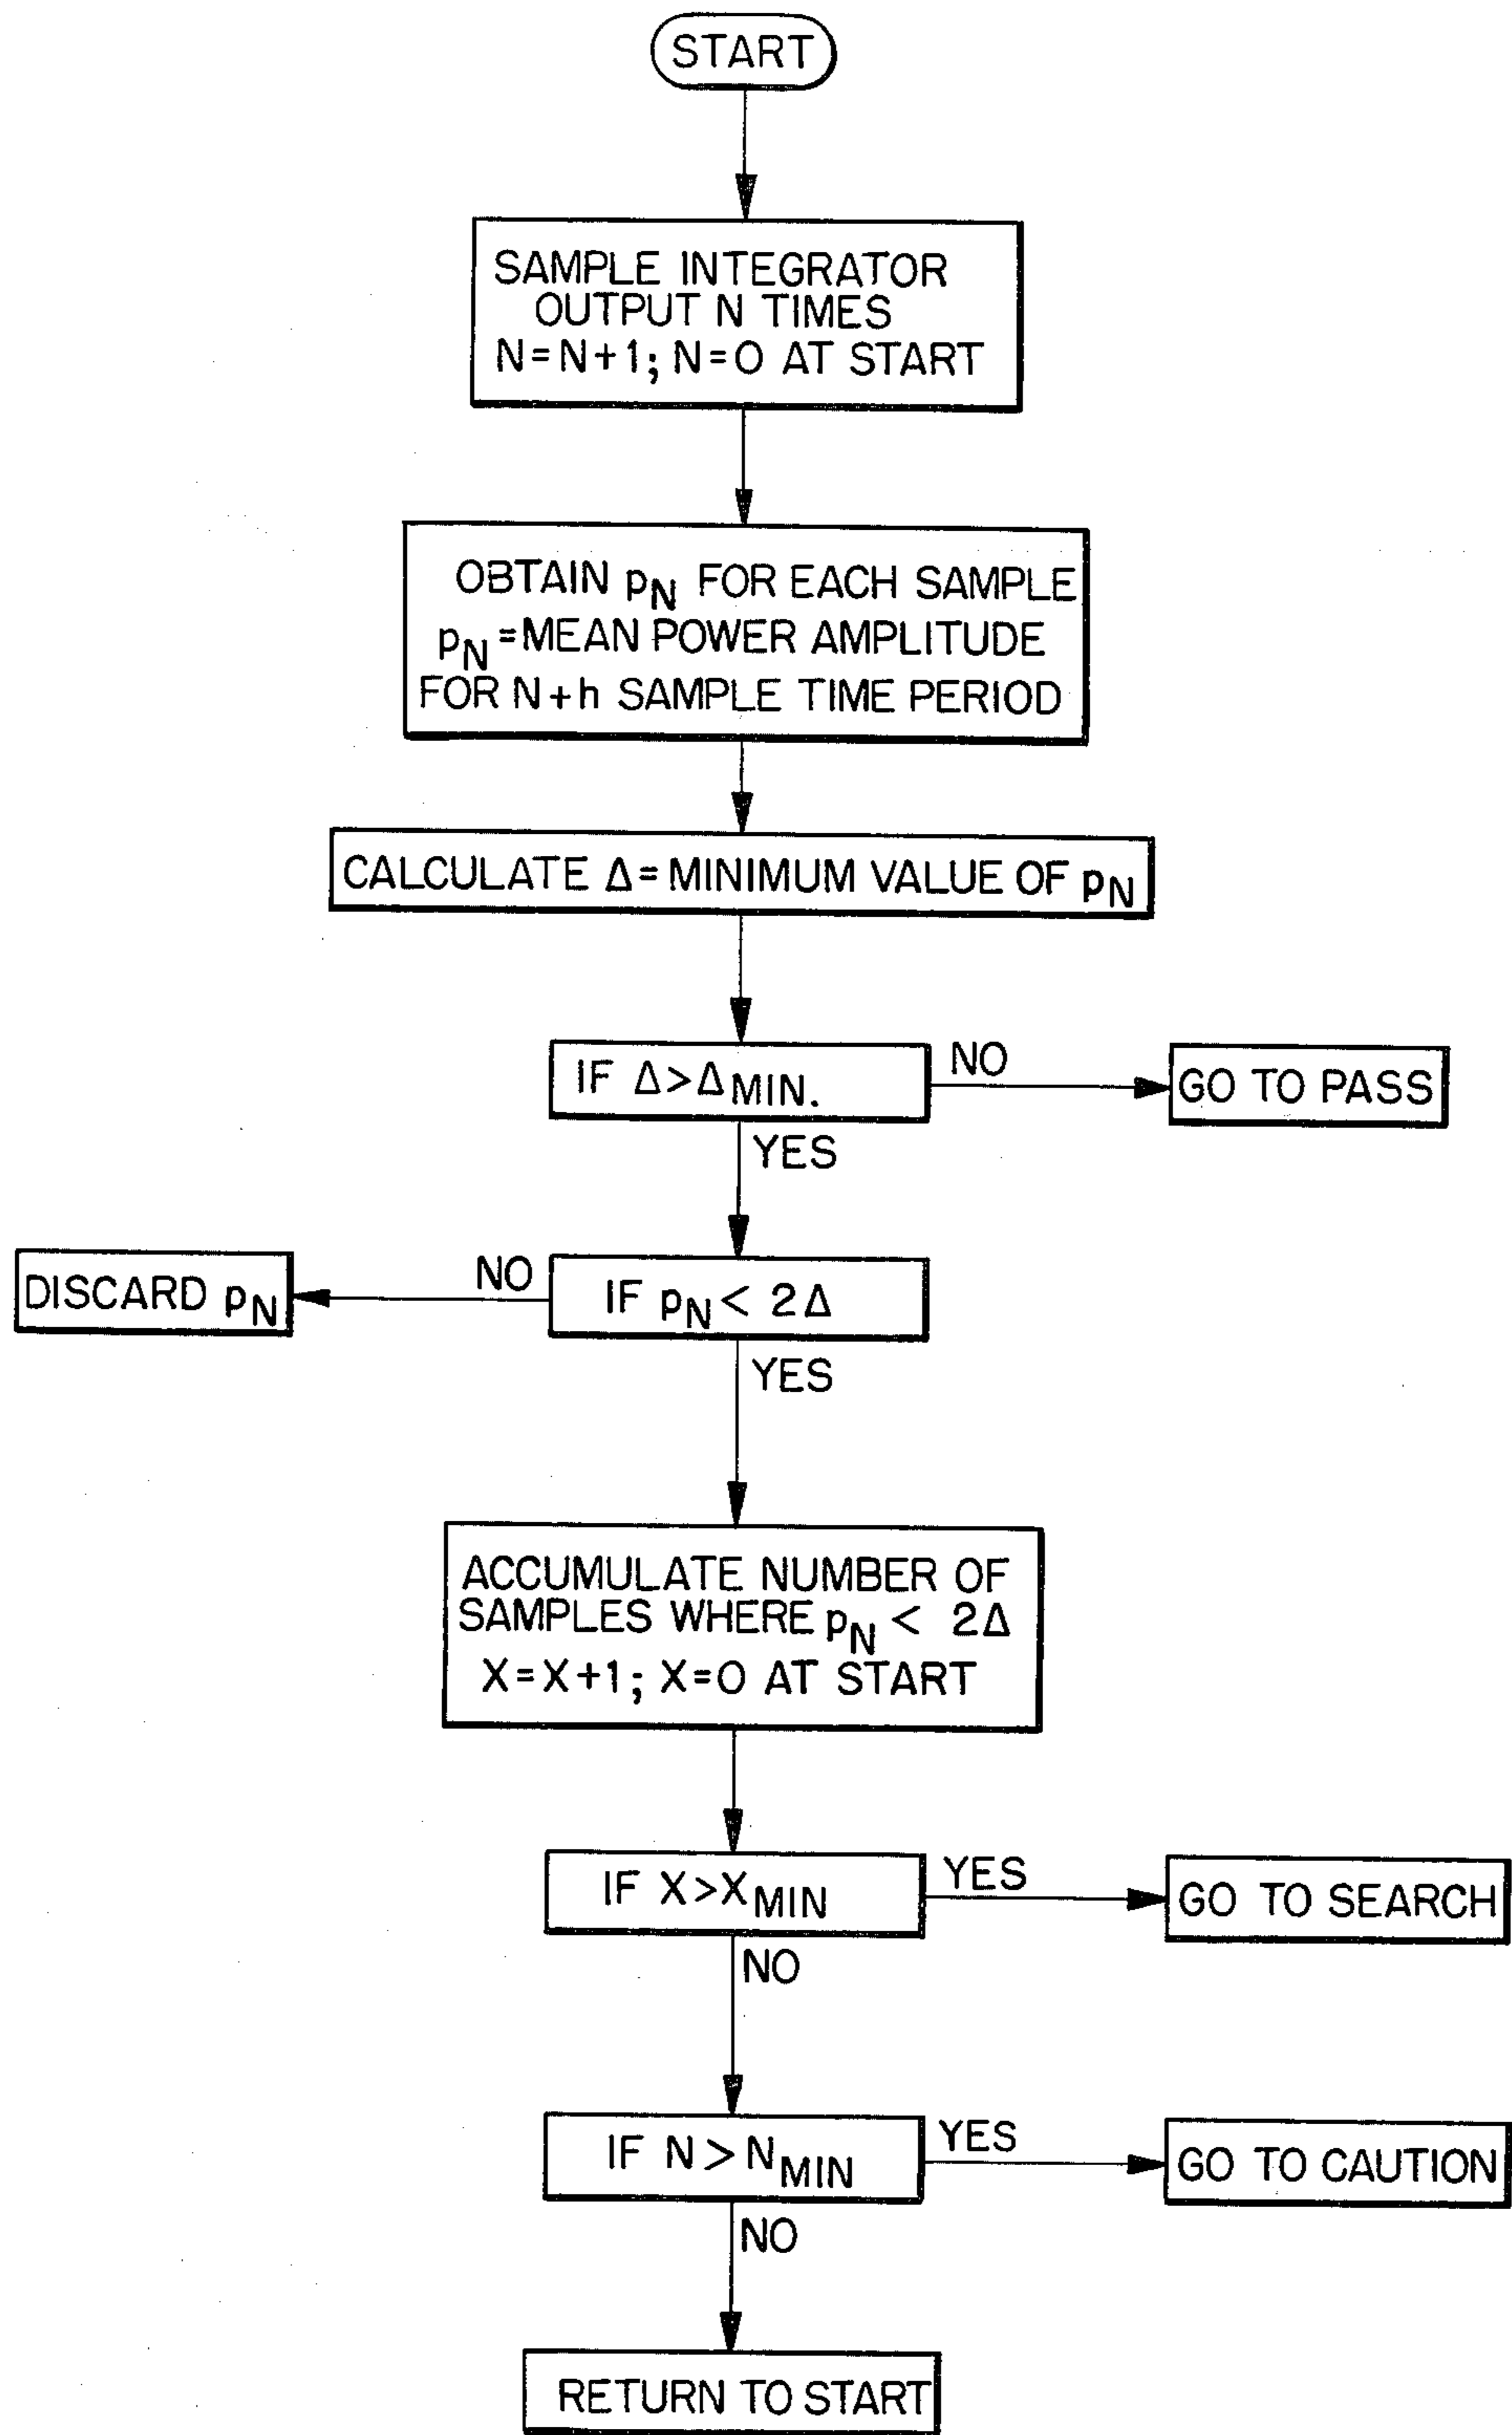 START
SAMPLE INTEGRATOR
OUTPUT N TIMES
N=N+1; N=0 AT START
OBTAIN pN FOR EACH SAMPLE
pN=MEAN POWER AMPLITUDE
FOR N+h SAMPLE TIME PERIOD
CALCULATE Δ=MINIMUM VALUE OF pN
IF Δ>ΔMIN.
NO
GO TO PASS
YES
DISCARD pN
NO
IF pN < 2Δ
YES
ACCUMULATE NUMBER OF
SAMPLES WHERE pN < 2Δ
X=X+1; X=0 AT START
IF X>XMIN
YES
GO TO SEARCH
NO
IF N>NMIN
YES
GO TO CAUTION
NO
RETURN TO START